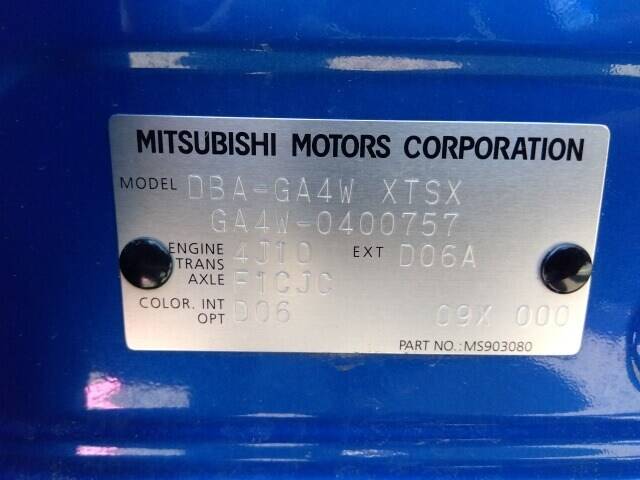 MITSUBISHI MOTORS CORPORATION
MODEL DBA-GA4W XTSX
GA4W-0400757
ENGINE 4J10 EXT D06A
TRANS
AXLE F1CJC
COLOR. INT D06
OPT C9X 000
PART NO.: MS903080